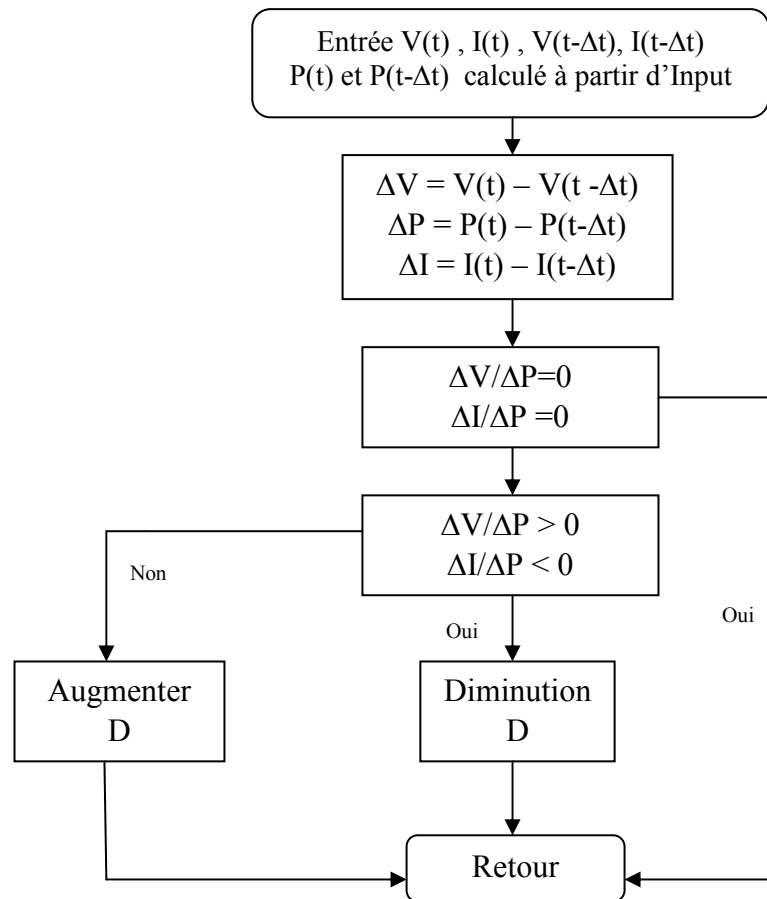 Entrée V(t) , I(t) , V(t-Δt), I(t-Δt)
P(t) et P(t-Δt)  calculé à partir d’Input
ΔV = V(t) – V(t -Δt)
ΔP = P(t) – P(t-Δt)
ΔI = I(t) – I(t-Δt)
ΔV/ΔP=0
ΔI/ΔP =0
ΔV/ΔP > 0
ΔI/ΔP < 0
Non
Oui
Oui
Augmenter
D
Diminution
D
Retour